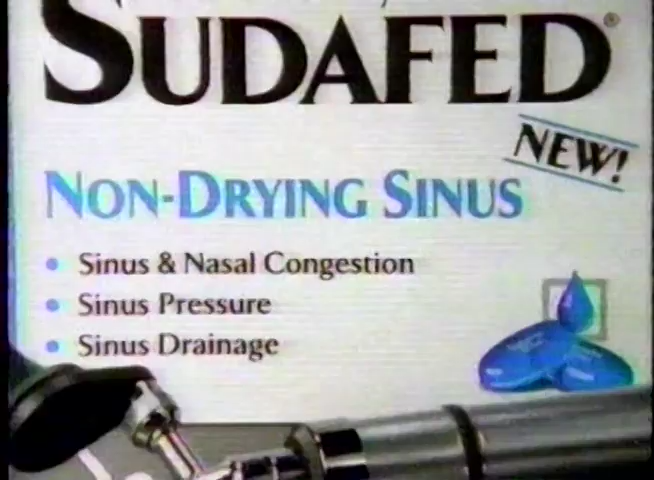 SUDAFED®
NEW!
NON-DRYING SINUS
• Sinus & Nasal Congestion
• Sinus Pressure
• Sinus Drainage